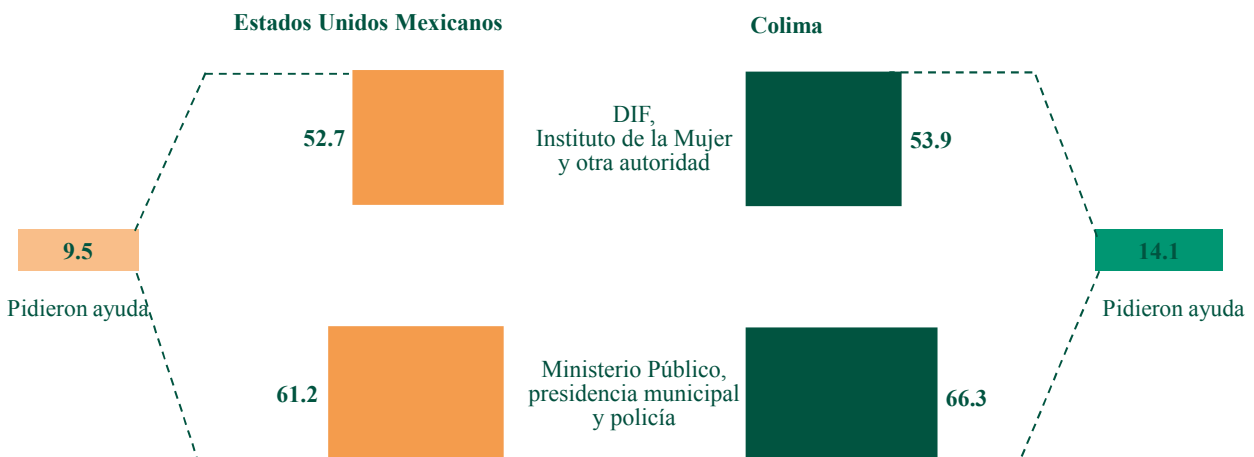 Estados Unidos Mexicanos
Colima
52.7
DIF,
Instituto de la Mujer
y otra autoridad
53.9
9.5
Pidieron ayuda
14.1
Pidieron ayuda
61.2
Ministerio Público,
presidencia municipal
y policía
66.3